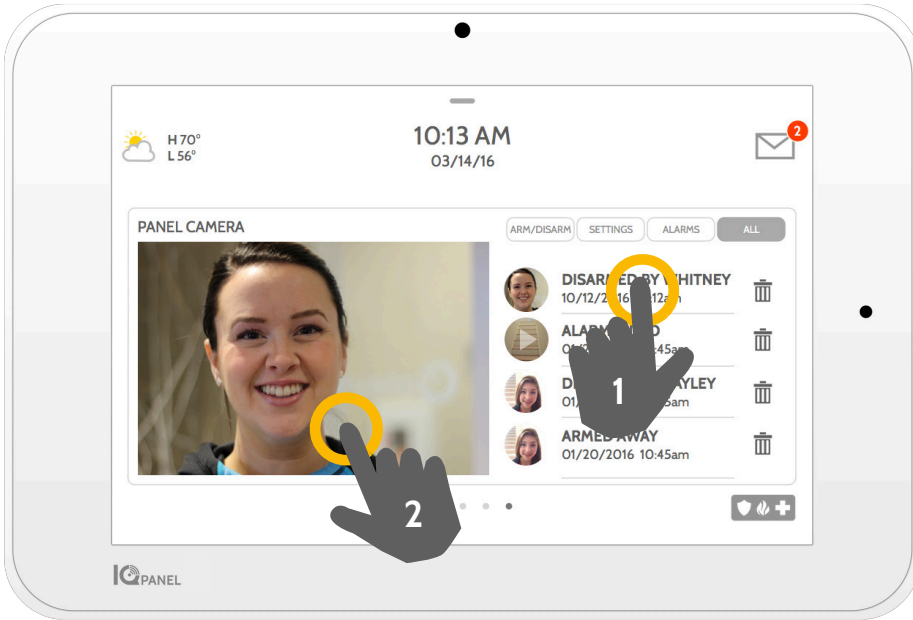 H 70°
L 56°
10:13 AM
03/14/16
2
PANEL CAMERA
ARM/DISARM
SETTINGS
ALARMS
ALL
DISARMED BY WHITNEY
10/12/2016
ALARM
1
ARMED AWAY
01/20/2016 10:45am
2
IQ PANEL